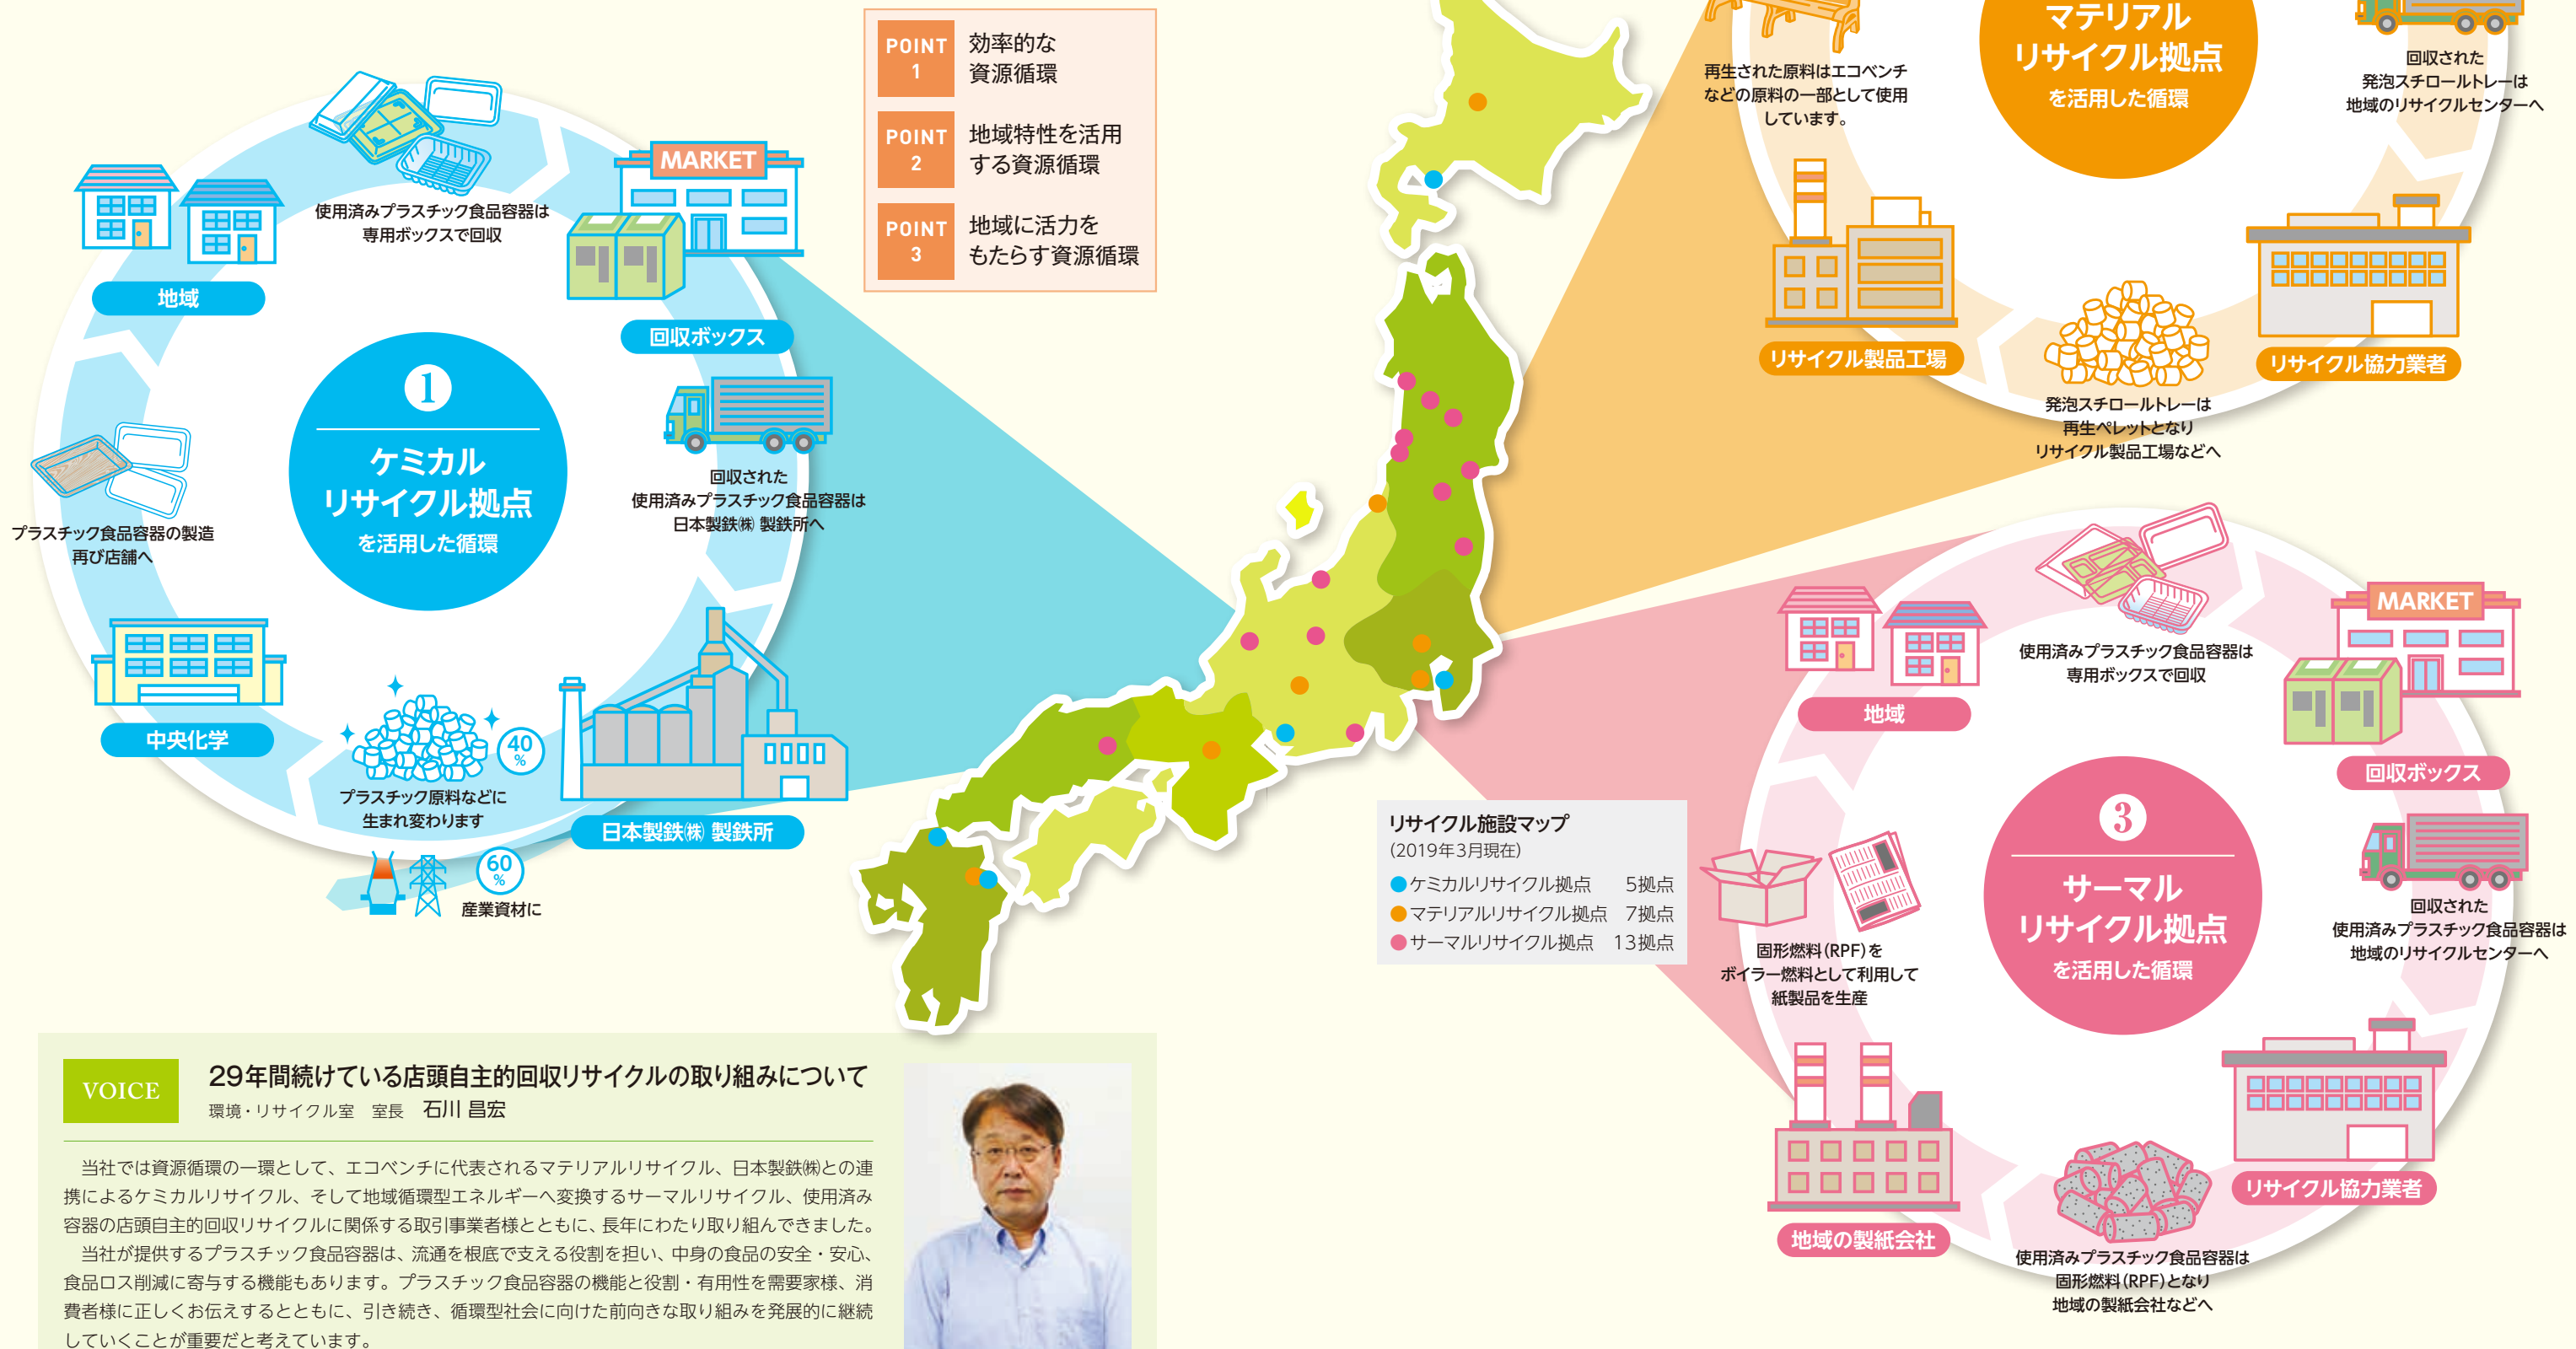 POINT
1
効率的な
資源循環
POINT
2
地域特性を活用
する資源循環
POINT
3
地域に活力を
もたらす資源循環
1
ケミカル
リサイクル拠点
を活用した循環
使用済みプラスチック食品容器は
専用ボックスで回収
MARKET
回収ボックス
回収された
使用済みプラスチック食品容器は
日本製鉄㈱ 製鉄所へ
日本製鉄㈱ 製鉄所
40
%
プラスチック原料などに
生まれ変わります
60
%
産業資材に
中央化学
プラスチック食品容器の製造
再び店舗へ
地域
マテリアル
リサイクル拠点
を活用した循環
回収された
発泡スチロールトレーは
地域のリサイクルセンターへ
リサイクル協力業者
発泡スチロールトレーは
再生ペレットとなり
リサイクル製品工場などへ
リサイクル製品工場
再生された原料はエコベンチ
などの原料の一部として使用
しています。
リサイクル施設マップ
(2019年3月現在)
ケミカルリサイクル拠点 5拠点
マテリアルリサイクル拠点 7拠点
サーマルリサイクル拠点 13拠点
3
サーマル
リサイクル拠点
を活用した循環
地域
使用済みプラスチック食品容器は
専用ボックスで回収
MARKET
回収ボックス
回収された
使用済みプラスチック食品容器は
地域のリサイクルセンターへ
リサイクル協力業者
使用済みプラスチック食品容器は
固形燃料(RPF)となり
地域の製紙会社などへ
地域の製紙会社
固形燃料(RPF)を
ボイラー燃料として利用して
紙製品を生産
VOICE
29年間続けている店頭自主的回収リサイクルの取り組みについて
環境・リサイクル室 室長 石川 昌宏
当社では資源循環の一環として、エコベンチに代表されるマテリアルリサイクル、日本製鉄㈱との連
携によるケミカルリサイクル、そして地域循環型エネルギーへ変換するサーマルリサイクル、使用済み
容器の店頭自主的回収リサイクルに関係する取引事業者様とともに、長年にわたり取り組んできました。
当社が提供するプラスチック食品容器は、流通を根底で支える役割を担い、中身の食品の安全・安心、
食品ロス削減に寄与する機能もあります。プラスチック食品容器の機能と役割・有用性を需要家様、消
費者様に正しくお伝えするとともに、引き続き、循環型社会に向けた前向きな取り組みを発展的に継続
していくことが重要だと考えています。